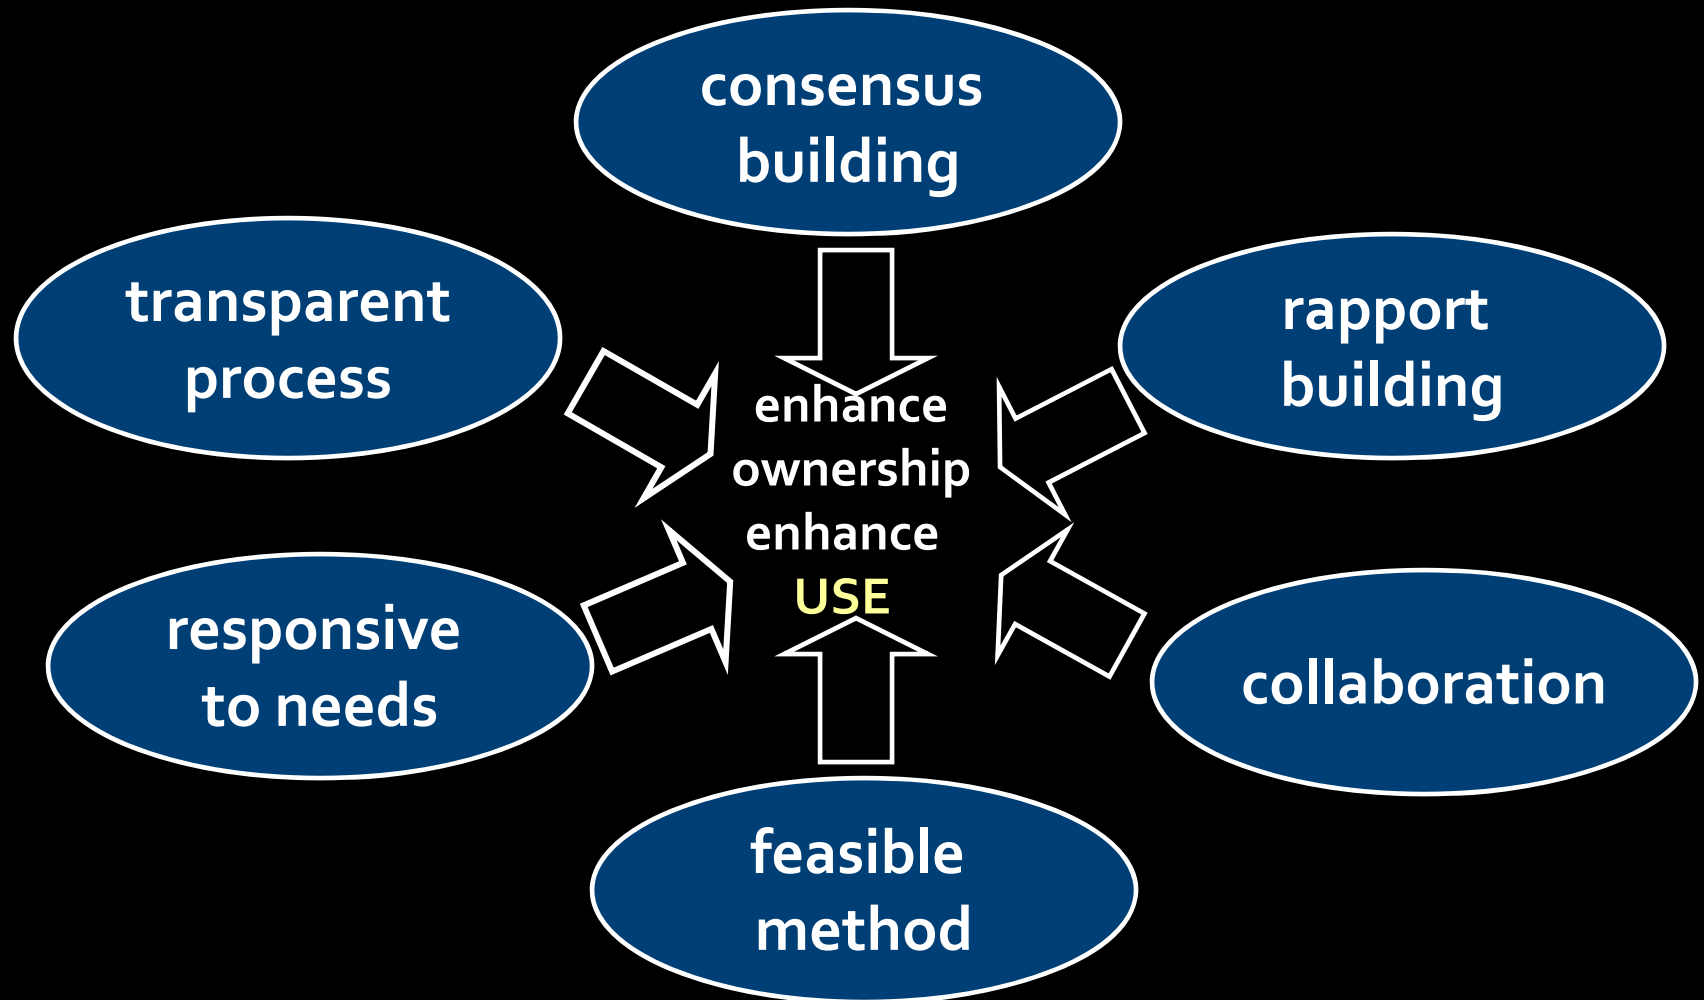 consensus
building
transparent
process
rapport
building
enhance
ownership
enhance
USE
responsive
to needs
collaboration
feasible
method